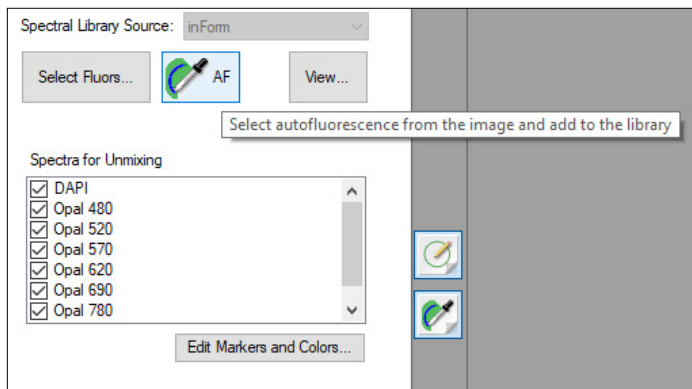 Spectral Library Source: inForm
Select Fluors... AF View...
Select autofluorescence from the image and add to the library
Spectra for Unmixing
DAPI
Opal 480
Opal 520
Opal 570
Opal 620
Opal 690
Opal 780
Edit Markers and Colors...